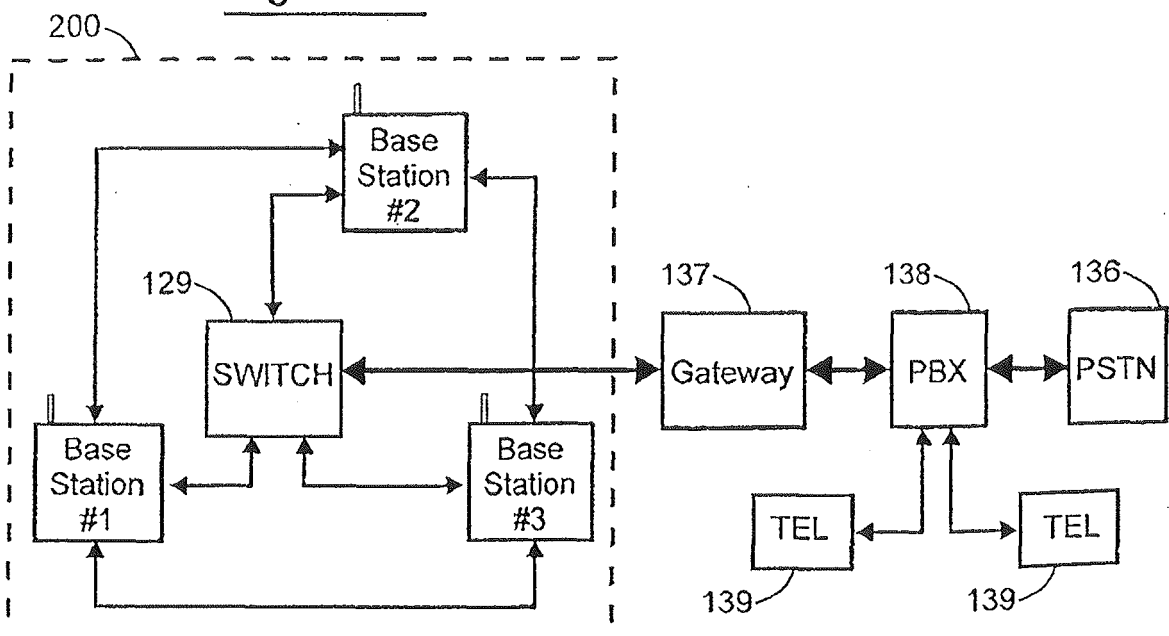 200
Base
Station
#2
129
SWITCH
137
Gateway
138
PBX
136
PSTN
Base
Station
#1
Base
Station
#3
TEL
139
TEL
139